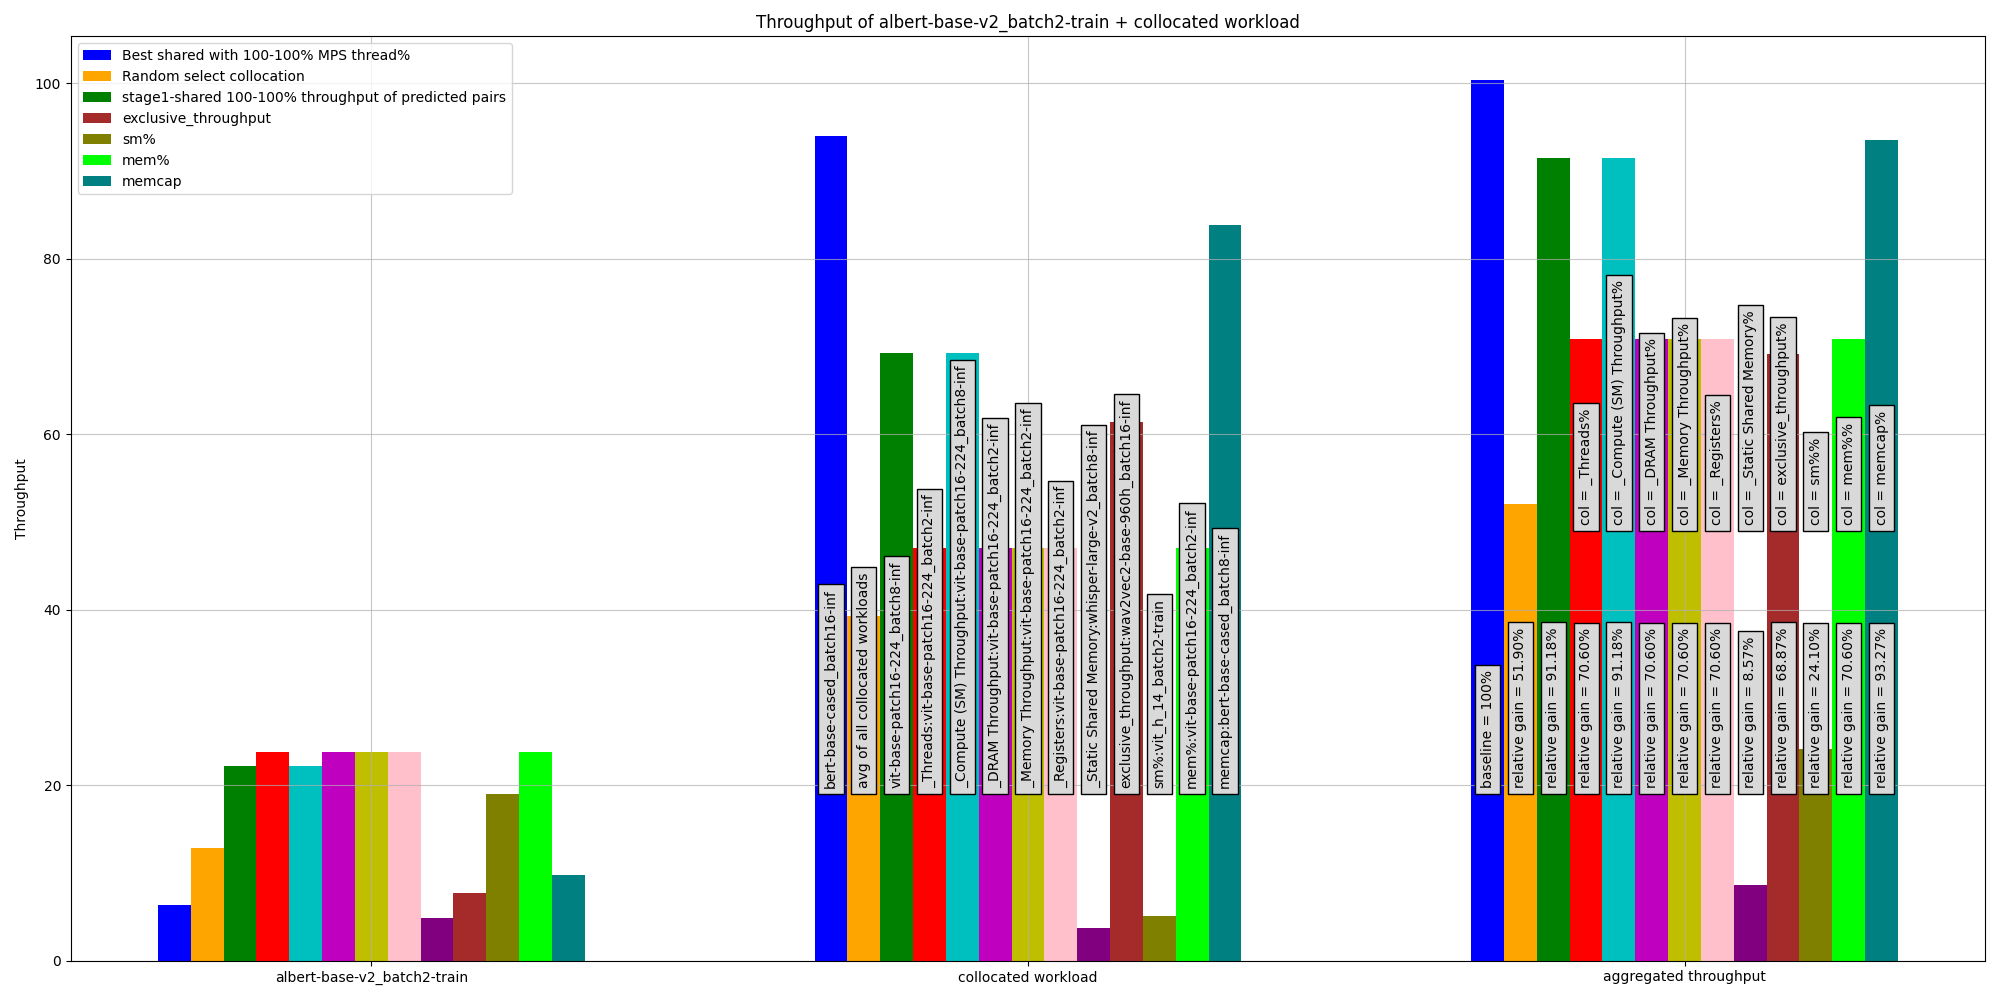 Throughput of albert-base-v2_batch2-train + collocated workload
Best shared with 100-100% MPS thread%
Random select collocation
stage1-shared 100-100% throughput of predicted pairs
exclusive_throughput
sm%
mem%
memcap
Throughput
100
80
60
40
20
0
bert-base-cased_batch16-inf
avg of all collocated workloads
vit-base-patch16-224_batch8-inf
_Threads:vit-base-patch16-224_batch2-inf
_Compute (SM) Throughput:vit-base-patch16-224_batch8-inf
_DRAM Throughput:vit-base-patch16-224_batch2-inf
_Memory Throughput:vit-base-patch16-224_batch2-inf
_Registers:vit-base-patch16-224_batch2-inf
_Static Shared Memory:whisper-large-v2_batch8-inf
exclusive_throughput:wav2vec2-base-960h_batch16-inf
sm%:vit_h_14_batch2-train
mem%:vit-base-patch16-224_batch2-inf
memcap:bert-base-cased_batch8-inf
col = _Threads%
col = _Compute (SM) Throughput%
col = _DRAM Throughput%
col = _Memory Throughput%
col = _Registers%
col = _Static Shared Memory%
col = exclusive_throughput%
col = sm%%
col = mem%%
col = memcap%
baseline = 100%
relative gain = 51.90%
relative gain = 91.18%
relative gain = 70.60%
relative gain = 91.18%
relative gain = 70.60%
relative gain = 70.60%
relative gain = 70.60%
relative gain = 8.57%
relative gain = 68.87%
relative gain = 24.10%
relative gain = 70.60%
relative gain = 93.27%
albert-base-v2_batch2-train
collocated workload
aggregated throughput